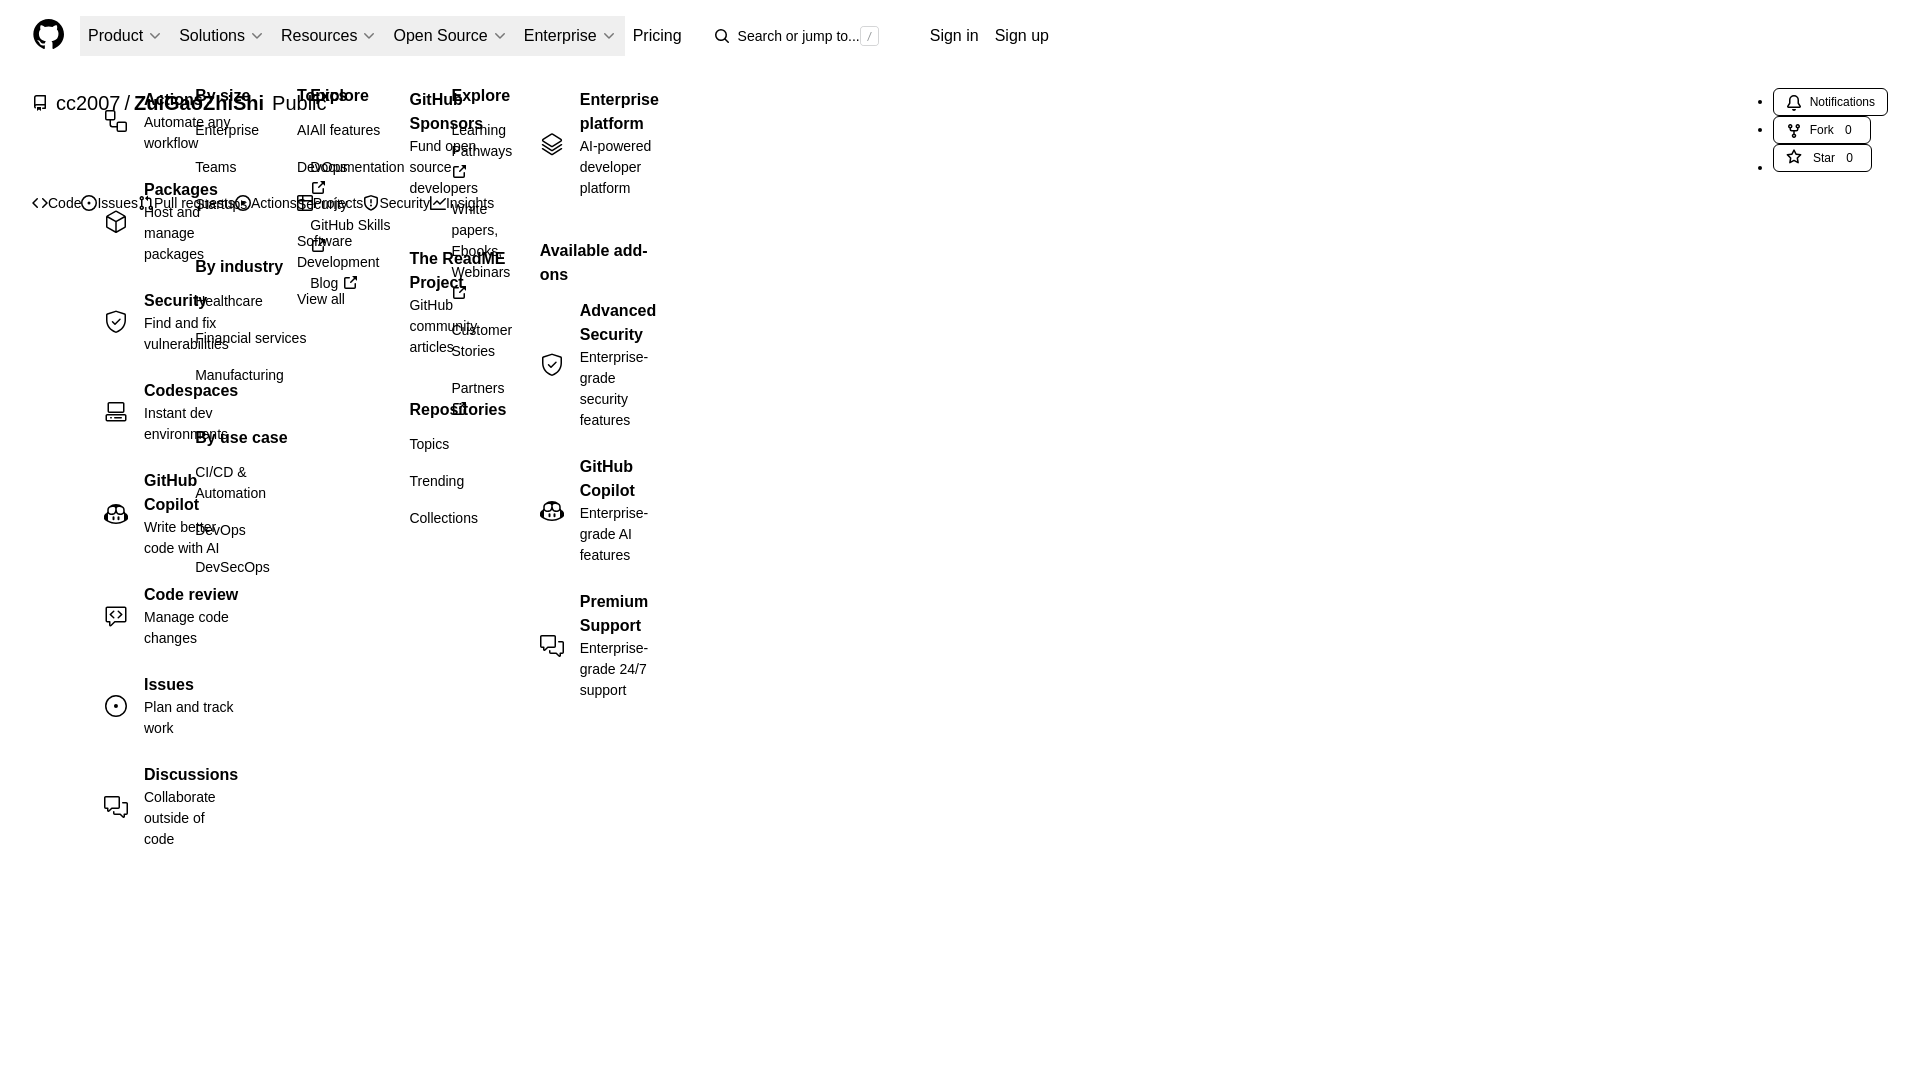 Product
Solutions
Resources
Open Source
Enterprise
Pricing
Search or jump to...
/
Sign in
Sign up
cc2007 / ZuiGaoZhiShi Public
Notifications
Fork 0
Star 0
Code
Issues
Pull requests
Actions
Projects
Security
Insights
Actions
Automate any
workflow
Packages
Host and
manage
packages
Security
Find and fix
vulnerabilities
Codespaces
Instant dev
environments
GitHub
Copilot
Write better
code with AI
Code review
Manage code
changes
Issues
Plan and track
work
Discussions
Collaborate
outside of
code
By size
Enterprise
Teams
Startups
By industry
Healthcare
Financial services
Manufacturing
By use case
CI/CD &
Automation
DevOps
DevSecOps
Topics
AI
DevOps
Security
Software
Development
View all
Explore
All features
Documentation
GitHub Skills
Blog
GitHub
Sponsors
Fund open
source
developers
The ReadME
Project
GitHub
community
articles
Repositories
Topics
Trending
Collections
Explore
Learning
Pathways
White
papers,
Ebooks,
Webinars
Customer
Stories
Partners
Enterprise
platform
AI-powered
developer
platform
Available add-
ons
Advanced
Security
Enterprise-
grade
security
features
GitHub
Copilot
Enterprise-
grade AI
features
Premium
Support
Enterprise-
grade 24/7
support